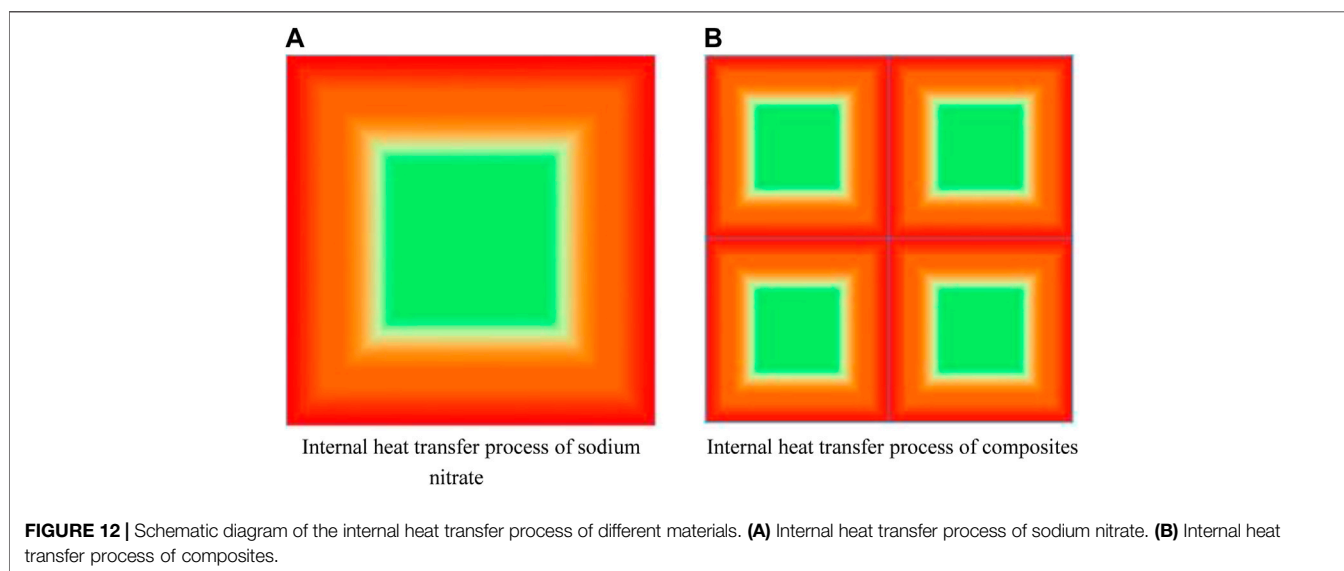 A
B
Internal heat transfer process of sodium
nitrate
Internal heat transfer process of composites
FIGURE 12 | Schematic diagram of the internal heat transfer process of different materials. (A) Internal heat transfer process of sodium nitrate. (B) Internal heat
transfer process of composites.